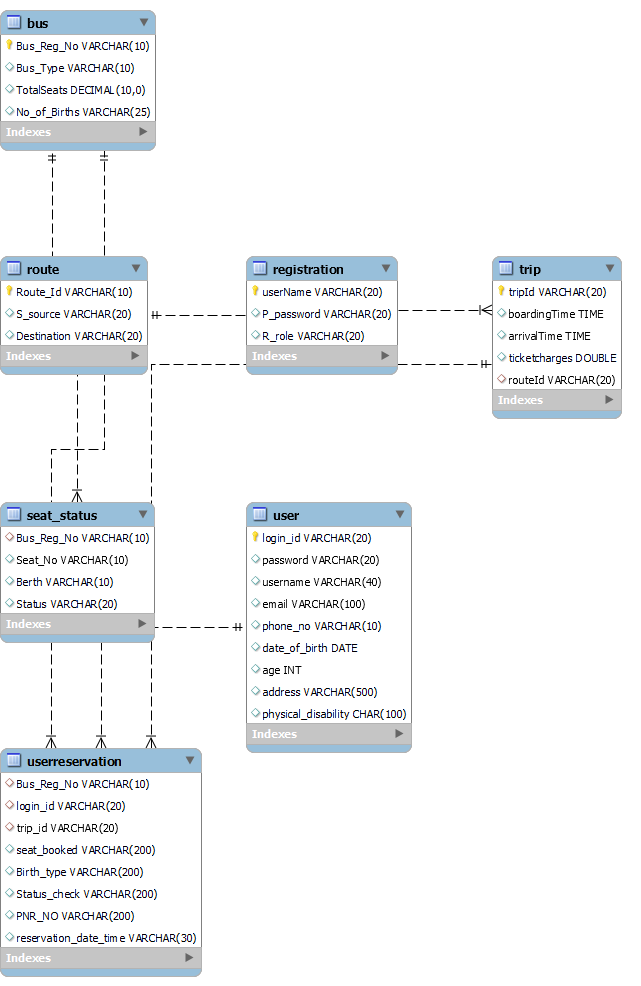 bus
Bus_Reg_No VARCHAR(10)
Bus_Type VARCHAR(10)
TotalSeats DECIMAL(10,0)
No_of_Births VARCHAR(25)
Indexes
route
Route_Id VARCHAR(10)
S_source VARCHAR(20)
Destination VARCHAR(20)
Indexes
registration
userName VARCHAR(20)
P_password VARCHAR(20)
R_role VARCHAR(20)
Indexes
trip
tripId VARCHAR(20)
boardingTime TIME
arrivalTime TIME
ticketcharges DOUBLE
routeId VARCHAR(20)
Indexes
seat_status
Bus_Reg_No VARCHAR(10)
Seat_No VARCHAR(10)
Berth VARCHAR(10)
Status VARCHAR(20)
Indexes
user
login_id VARCHAR(20)
password VARCHAR(20)
username VARCHAR(40)
email VARCHAR(100)
phone_no VARCHAR(10)
date_of_birth DATE
age INT
address VARCHAR(500)
physical_disability CHAR(100)
Indexes
userreservation
Bus_Reg_No VARCHAR(10)
login_id VARCHAR(20)
trip_id VARCHAR(20)
seat_booked VARCHAR(200)
Birth_type VARCHAR(200)
Status_check VARCHAR(200)
PNR_NO VARCHAR(200)
reservation_date_time VARCHAR(30)
Indexes